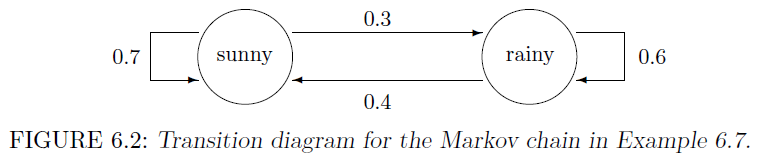 0.3
0.7
sunny
rainy
0.6
0.4
FIGURE 6.2: Transition diagram for the Markov chain in Example 6.7.